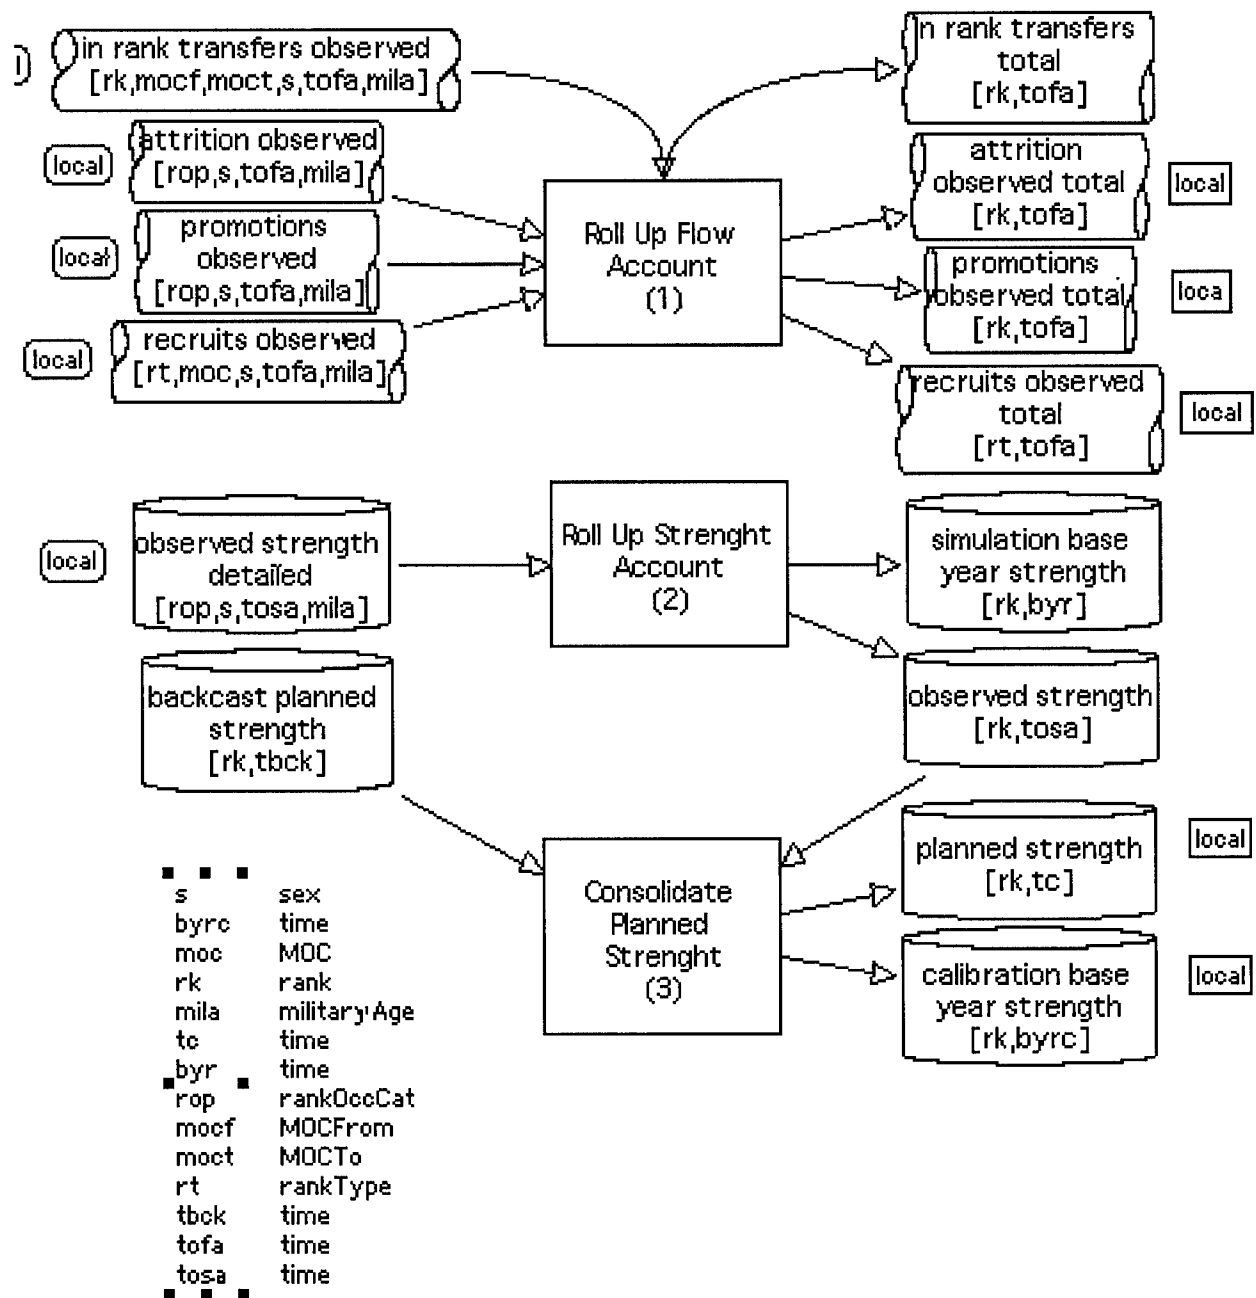 in rank transfers observed
[rk,mocf,moct,s,tofa,mila]
local
attrition observed
[rop,s,tofa,mila]
local
promotions
observed
[rop,s,tofa,mila]
local
recruits observed
[rt,moc,s,tofa,mila]
Roll Up Flow
Account
(1)
in rank transfers
total
[rk,tofa]
attrition
observed total
[rk,tofa]
local
promotions
observed total
[rk,tofa]
loca
recruits observed
total
[rt,tofa]
local
local
observed strength
detailed
[rop,s,tosa,mila]
Roll Up Strenght
Account
(2)
simulation base
year strength
[rk,byr]
observed strength
[rk,tosa]
backcast planned
strength
[rk,tbck]
Consolidate
Planned
Strenght
(3)
planned strength
[rk,tc]
local
calibration base
year strength
[rk,byrc]
local
s sex
byrc time
moc MOC
rk rank
mila militaryAge
tc time
byr time
rop rankOccCat
mocf MOCFrom
moct MOCTo
rt rankType
tbck time
tofa time
tosa time